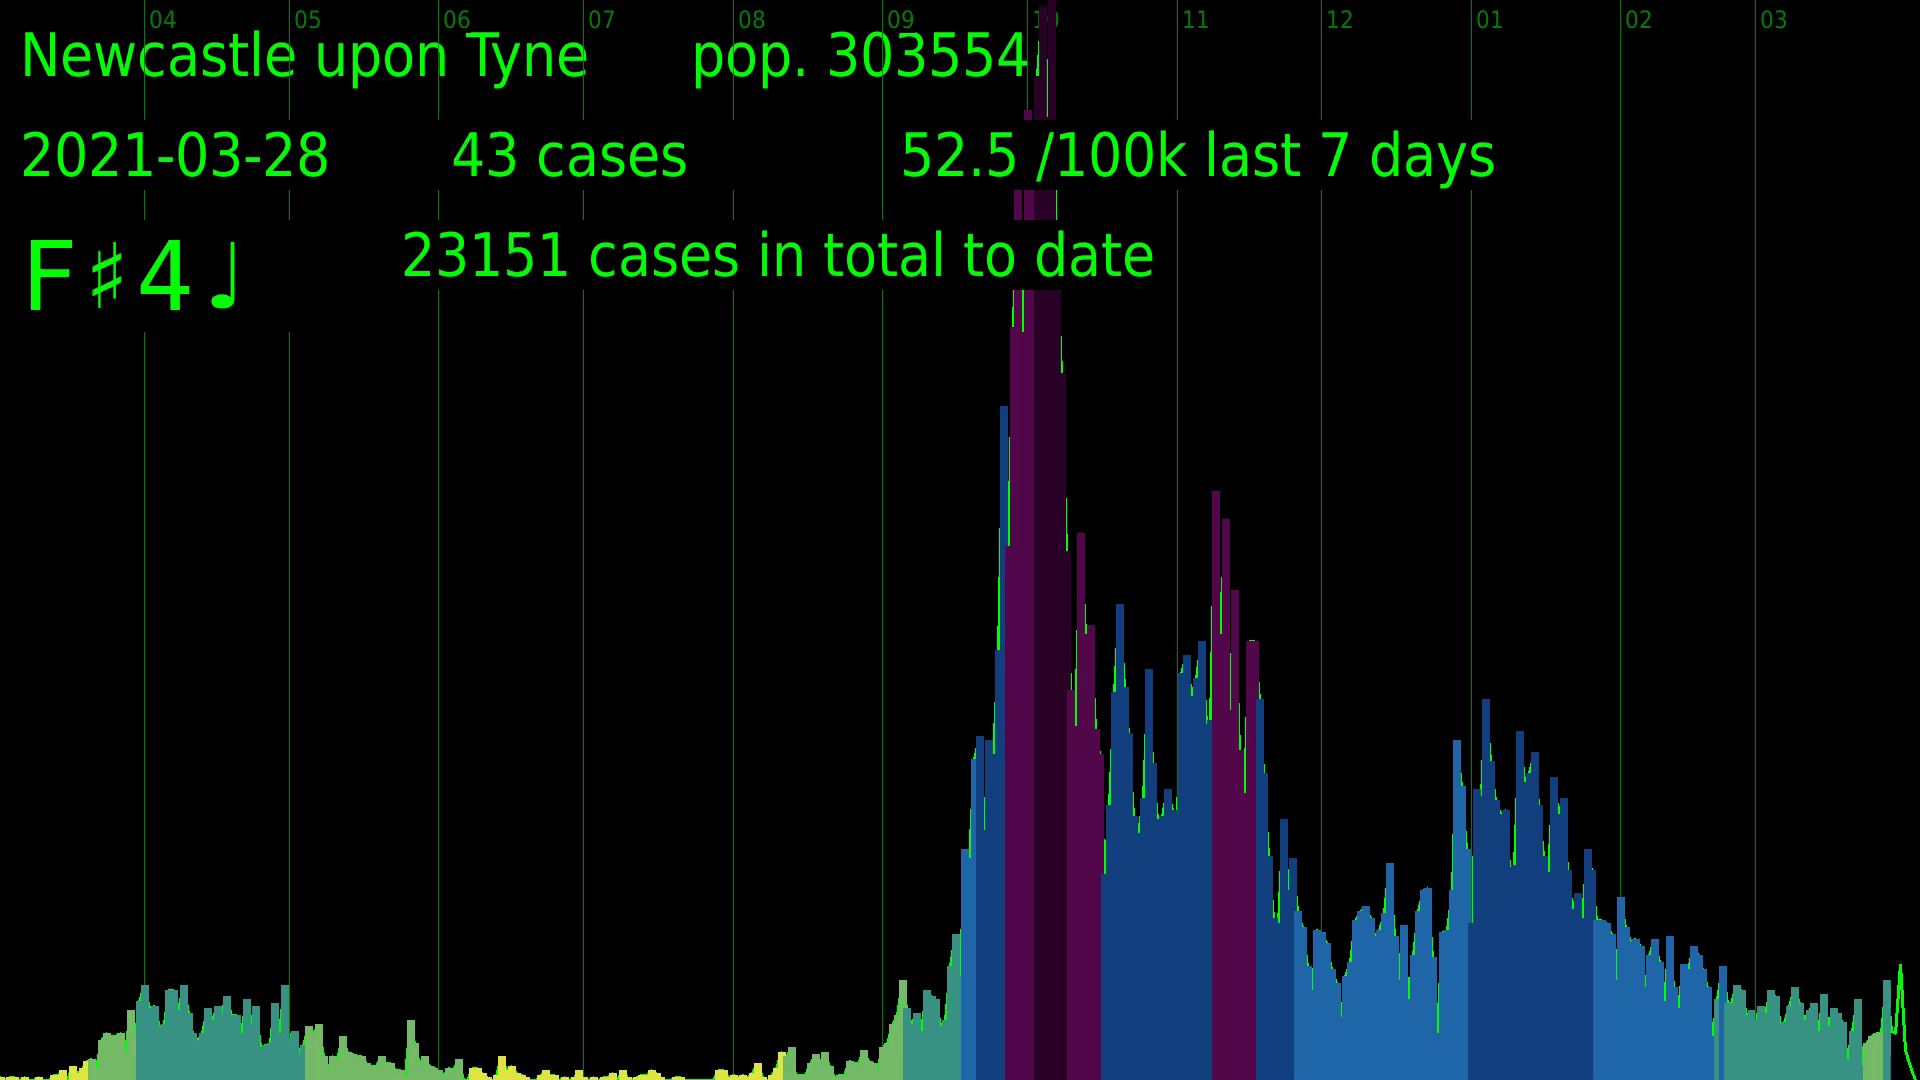 04 05 06 07 08 09 10 11 12 01 02 03
Newcastle upon Tyne pop. 303554
2021-03-28 43 cases 52.5 /100k last 7 days
F♯4♩ 23151 cases in total to date